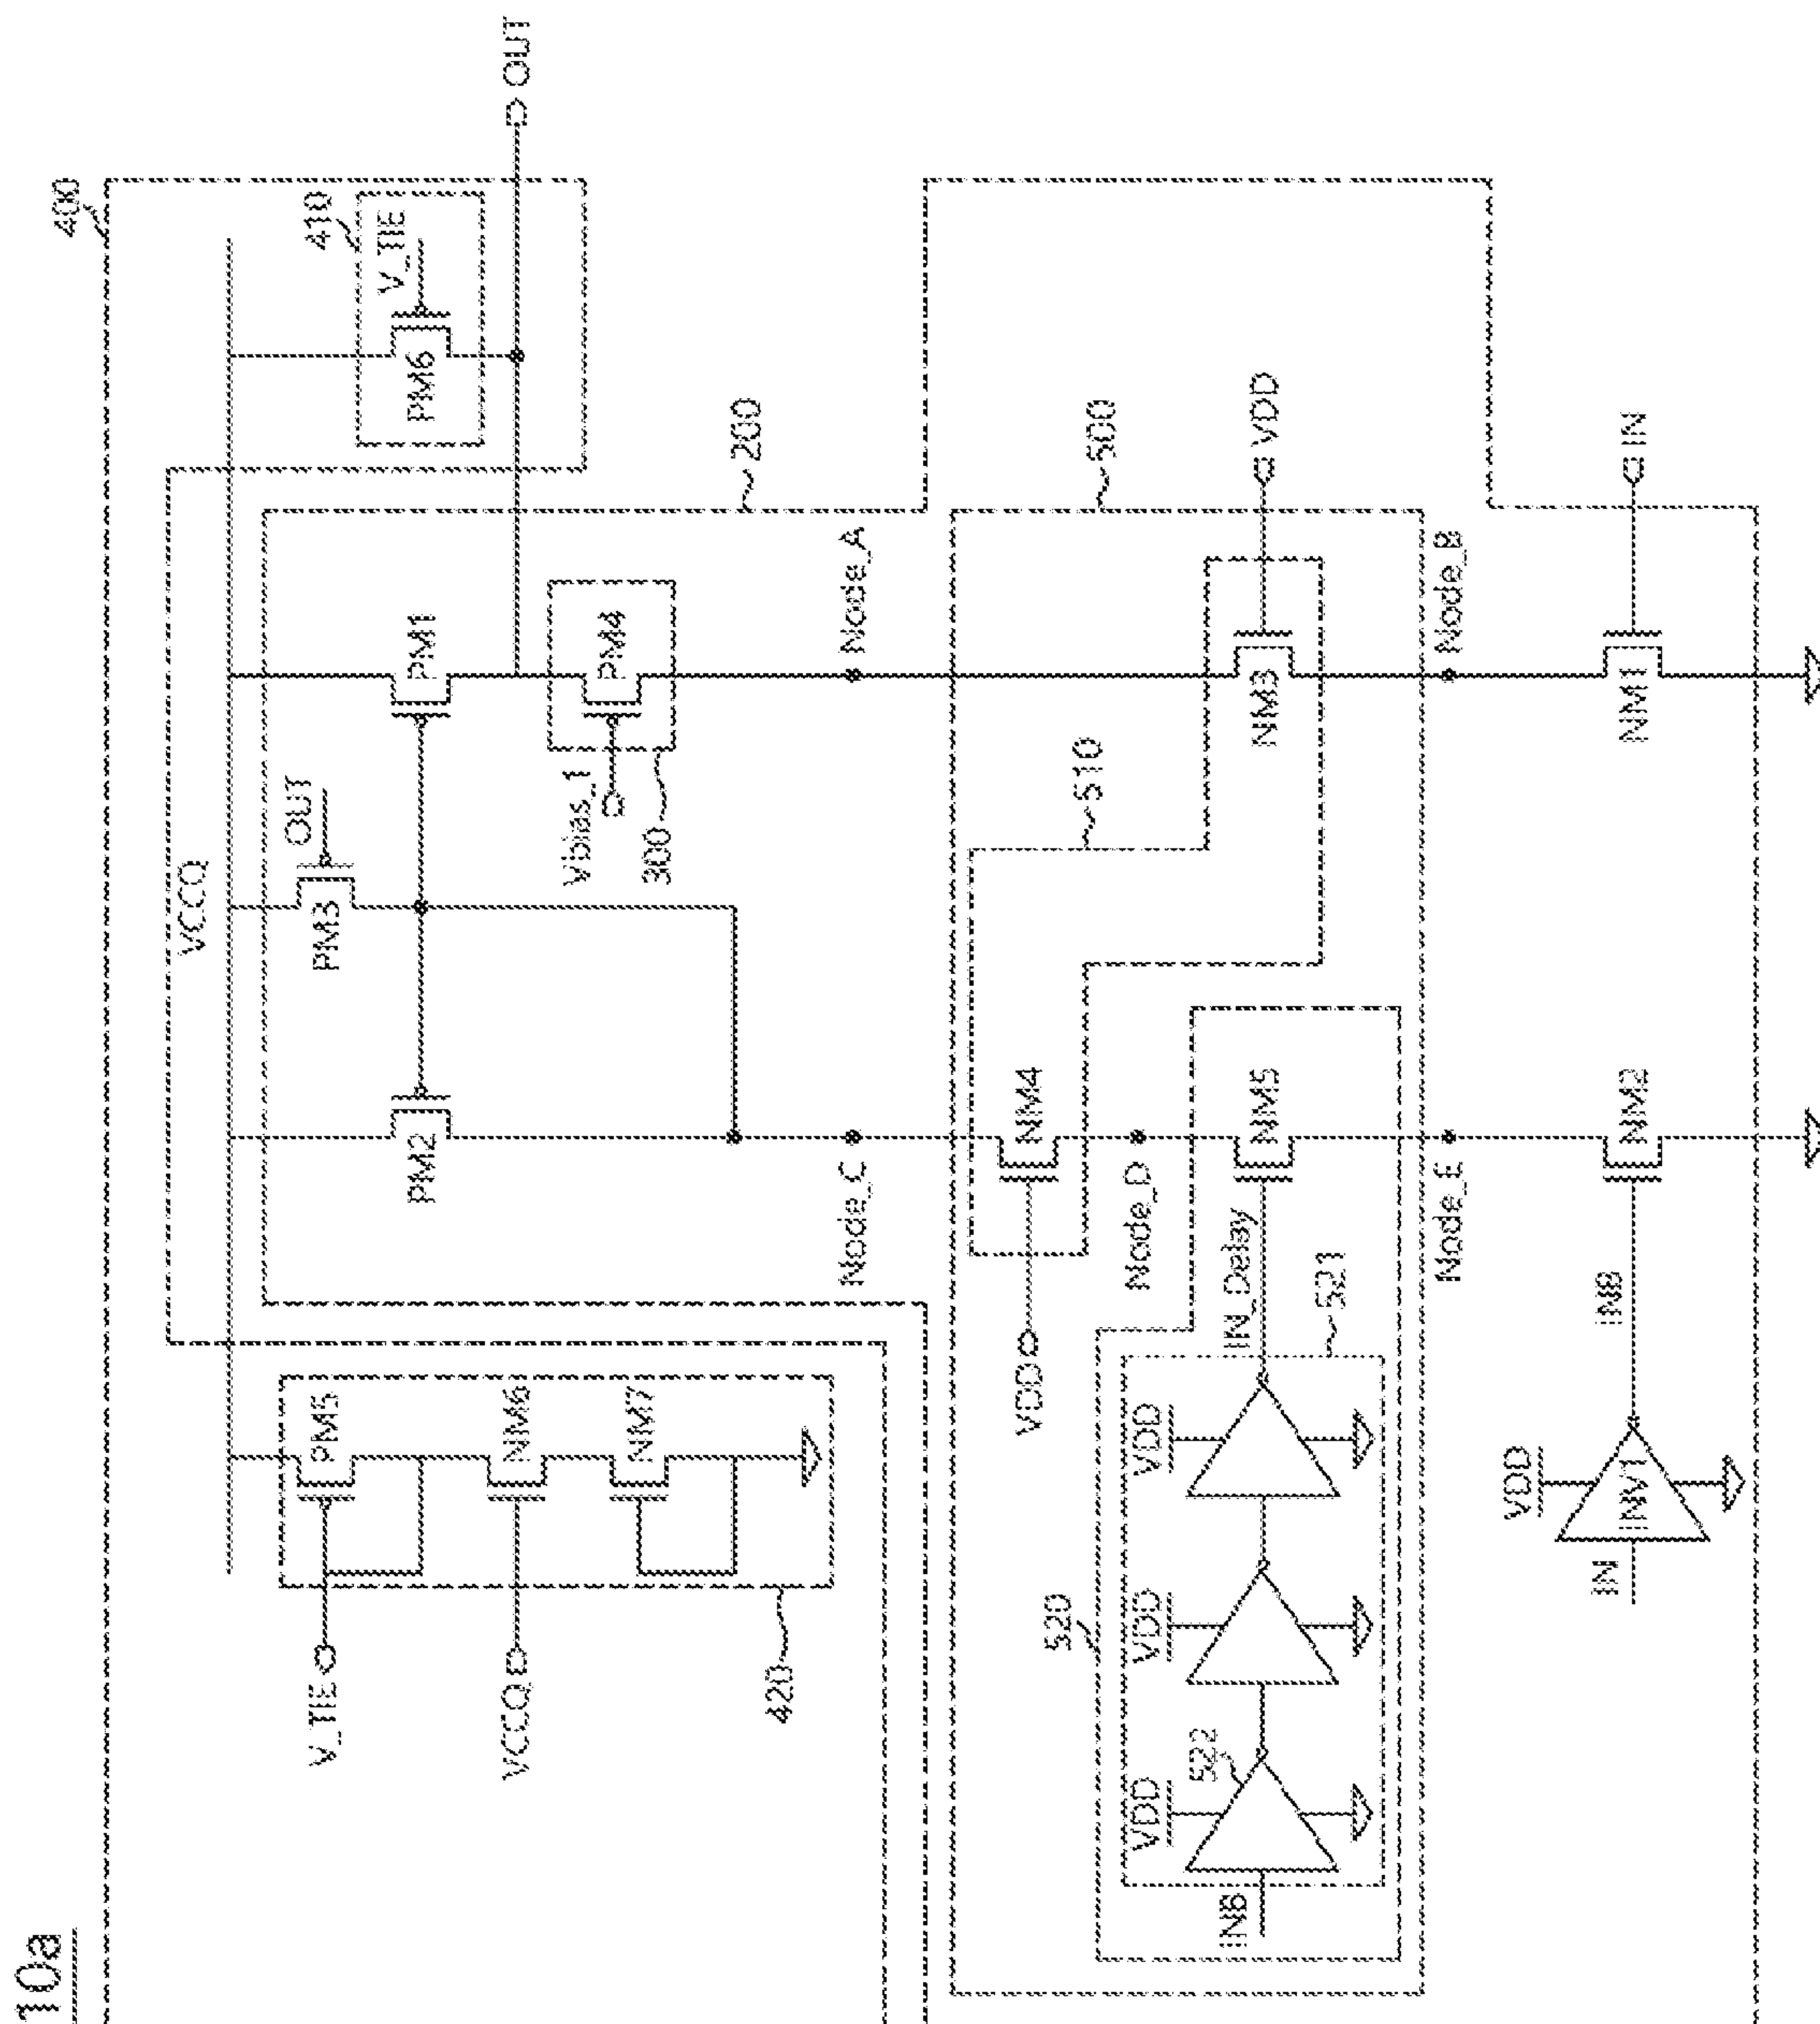 10a
400
V_TIE
VCCQ
PM5
NM6
NM7
420
VCCQ
PM2
PM3
OUT
PM1
Vbias_1
PM4
300
410
V_TIE
PM6
OUT
200
Node_C
Node_A
500
510
VDD
NM4
NM3
VDD
Node_D
520
INB
VDD
522
VDD
VDD
521
IN_Delay
NM5
Node_E
Node_B
IN
VDD
INV1
INB
NM2
NM1
IN